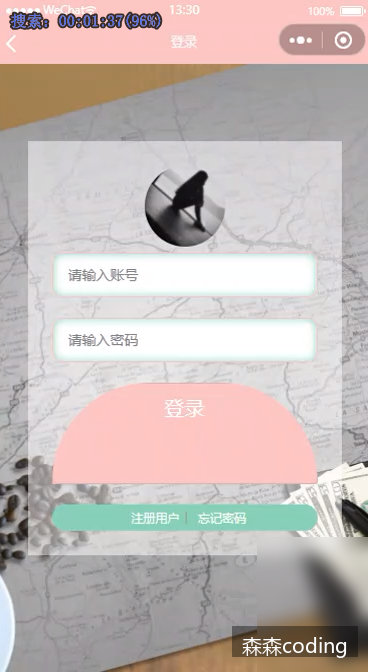 WeChat
搜索: 00:01:37(96%)
13:30
100%
登录
请输入账号
请输入密码
登录
注册用户 | 忘记密码
森森coding